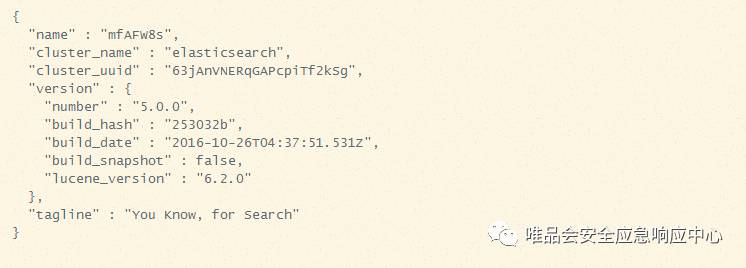 {
"name" : "mfAFW8s",
"cluster_name" : "elasticsearch",
"cluster_uuid" : "63jAnVNERqGAPcpiTf2kSg",
"version" : {
"number" : "5.0.0",
"build_hash" : "253032b",
"build_date" : "2016-10-26T04:37:51.531Z",
"build_snapshot" : false,
"lucene_version" : "6.2.0"
},
"tagline" : "You Know, for Search"
}
唯品会安全应急响应中心